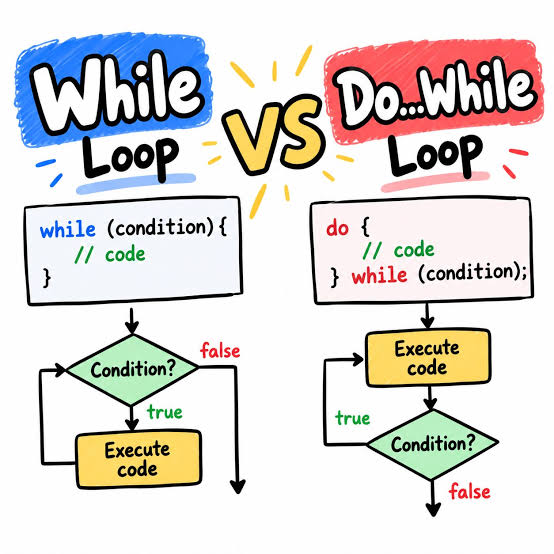 While
Loop
VS
Do...While
Loop
while (condition) {
// code
}
do {
// code
} while (condition);
Condition?
false
true
Execute
code
Execute
code
true
Condition?
false